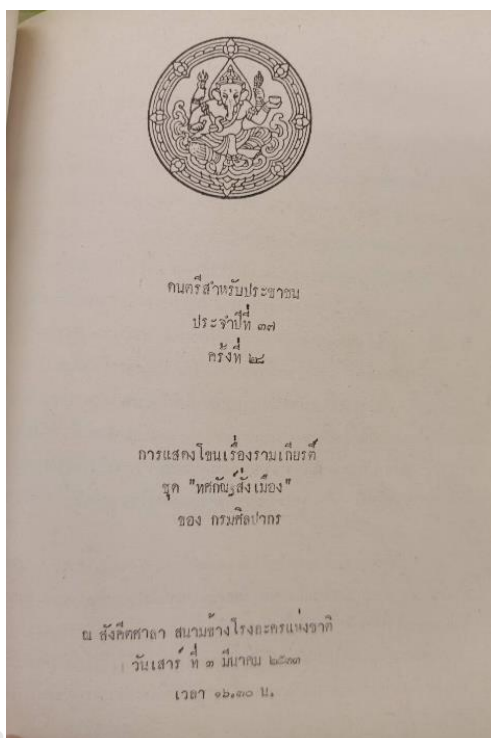 ดนตรีสำหรับประชาชน
ประจำปีที่ ๓๗
ครั้งที่ ๒๘
การแสดงโขนเรื่องรามเกียรติ์
ชุด "ทศกัณฐ์สั่งเมือง"
ของ กรมศิลปากร
ณ สังคีตศาลา สนามข้างโรงละครแห่งชาติ
วันเสาร์ ที่ ๓ มีนาคม ๒๕๓๓
เวลา ๑๖.๓๐ น.